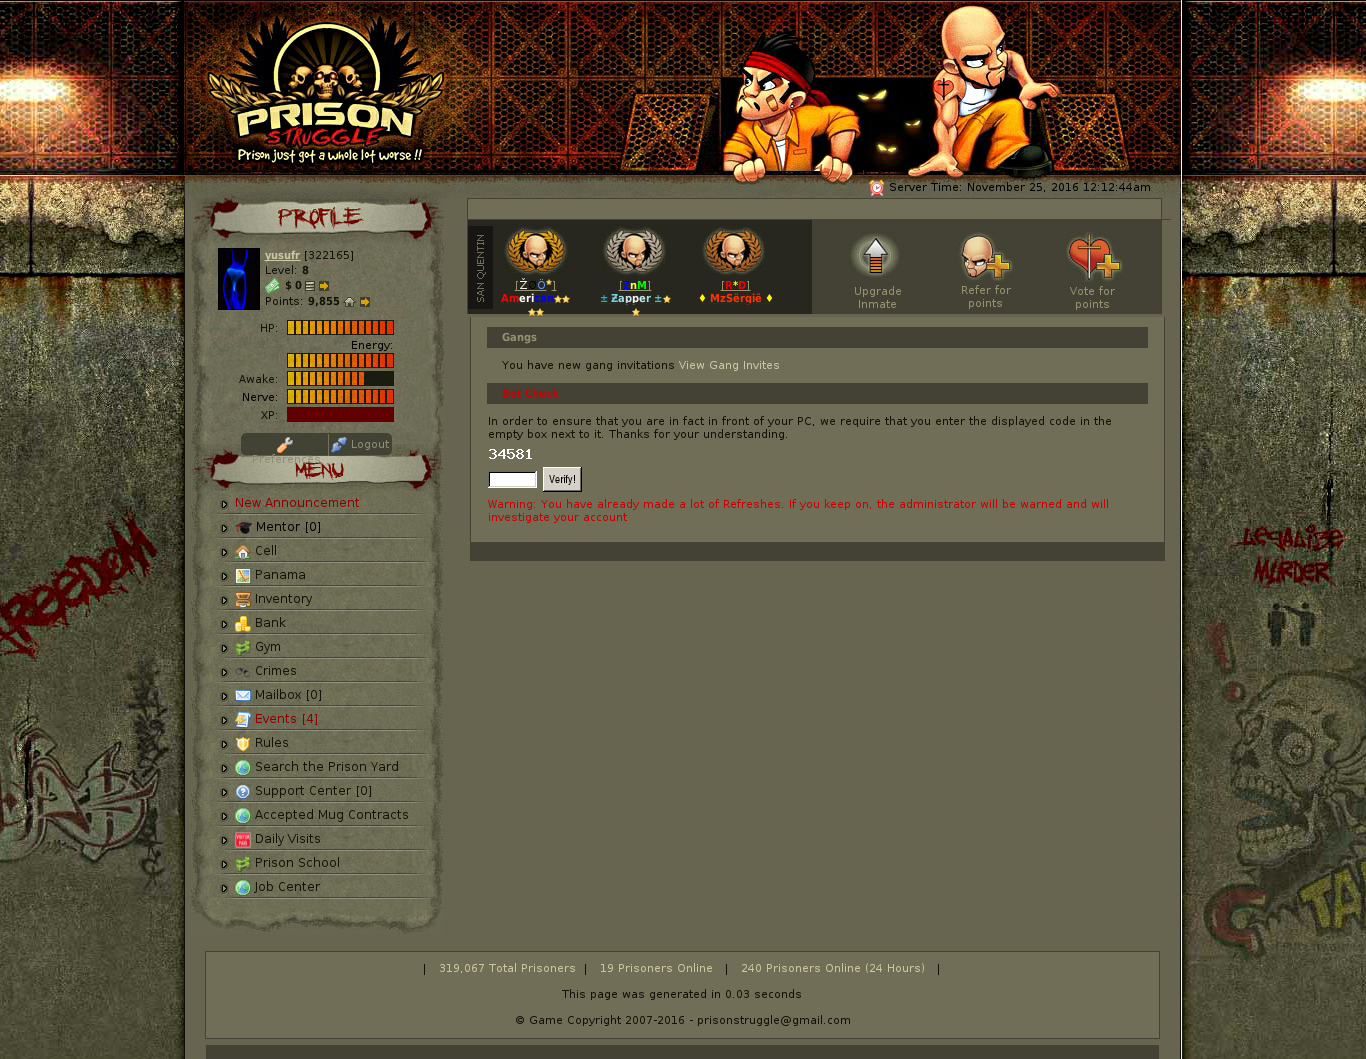 PRISON
STRUGGLE
Prison just got a whole lot worse !!
Server Time: November 25, 2016 12:12:44am
PROFILE
yusufr [322165]
Level: 8
$ 0
Points: 9,855
HP:
Energy:
Awake:
Nerve:
XP:
Preferences
Logout
MENU
New Announcement
Mentor [0]
Cell
Panama
Inventory
Bank
Gym
Crimes
Mailbox [0]
Events [4]
Rules
Search the Prison Yard
Support Center [0]
Accepted Mug Contracts
Daily Visits
Prison School
Job Center
SAN QUENTIN
[ZnM]
[R*D]
± Zapper ±
♦ MzSërgië ♦
Upgrade Inmate
Refer for points
Vote for points
Gangs
You have new gang invitations View Gang Invites
Bot Check
In order to ensure that you are in fact in front of your PC, we require that you enter the displayed code in the
empty box next to it. Thanks for your understanding.
34581
Verify!
Warning: You have already made a lot of Refreshes. If you keep on, the administrator will be warned and will
investigate your account
FREEDOM
LEGALIZE
MURDER
| 319,067 Total Prisoners | 19 Prisoners Online | 240 Prisoners Online (24 Hours) |
This page was generated in 0.03 seconds
© Game Copyright 2007-2016 - prisonstruggle@gmail.com